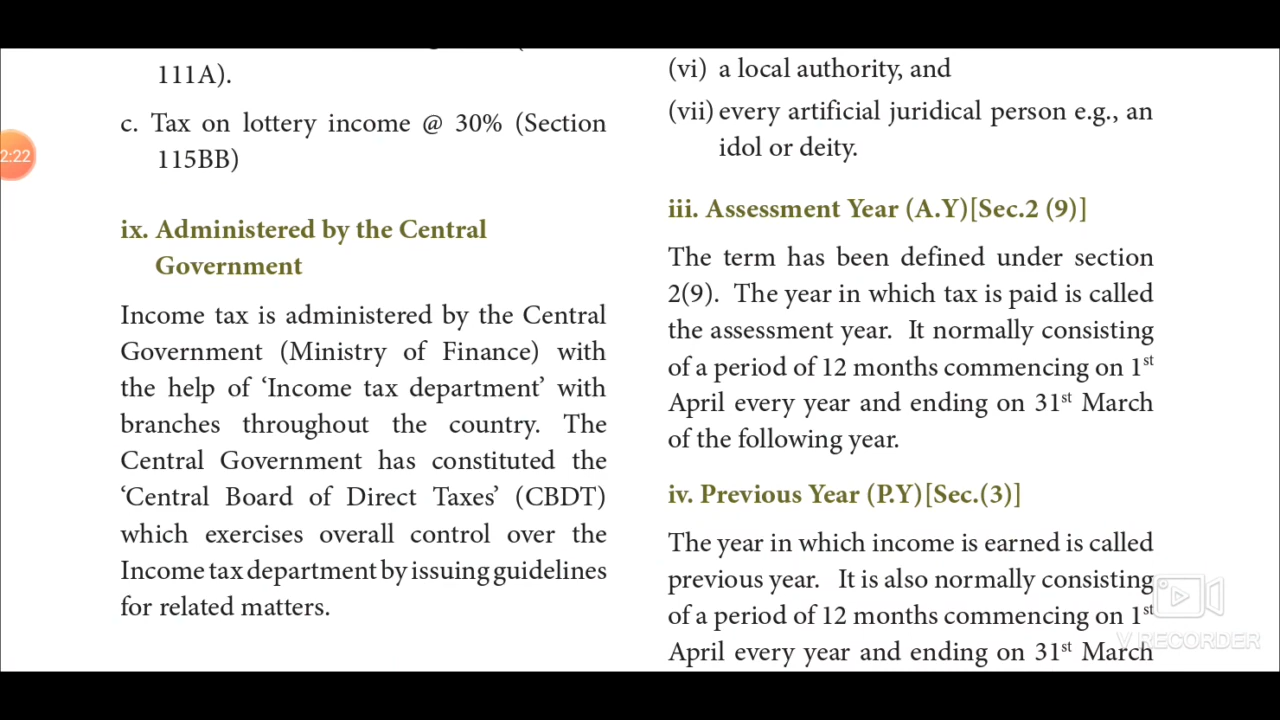 111A).
c. Tax on lottery income @ 30% (Section
115BB)
ix. Administered by the Central
Government
Income tax is administered by the Central
Government (Ministry of Finance) with
the help of ‘Income tax department’ with
branches throughout the country. The
Central Government has constituted the
‘Central Board of Direct Taxes’ (CBDT)
which exercises overall control over the
Income tax department by issuing guidelines
for related matters.
(vi) a local authority, and
(vii) every artificial juridical person e.g., an
idol or deity.
iii. Assessment Year (A.Y)[Sec.2 (9)]
The term has been defined under section
2(9). The year in which tax is paid is called
the assessment year. It normally consisting
of a period of 12 months commencing on 1st
April every year and ending on 31st March
of the following year.
iv. Previous Year (P.Y)[Sec.(3)]
The year in which income is earned is called
previous year. It is also normally consisting
of a period of 12 months commencing on 1st
April every year and ending on 31st March
2:22
V RECORDER